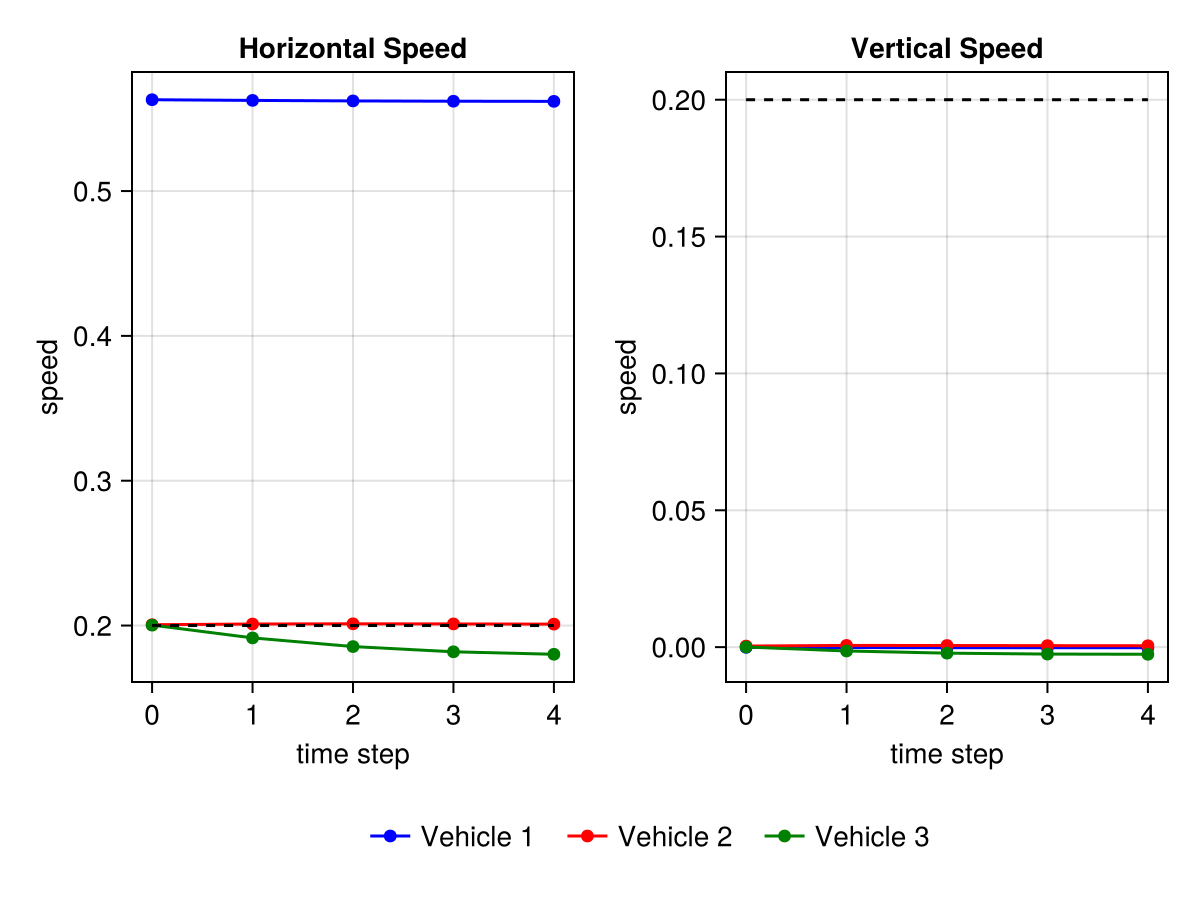 Horizontal Speed
speed
0.5
0.4
0.3
0.2
0 1 2 3 4
time step
Vertical Speed
speed
0.20
0.15
0.10
0.05
0.00
0 1 2 3 4
time step
Vehicle 1 Vehicle 2 Vehicle 3